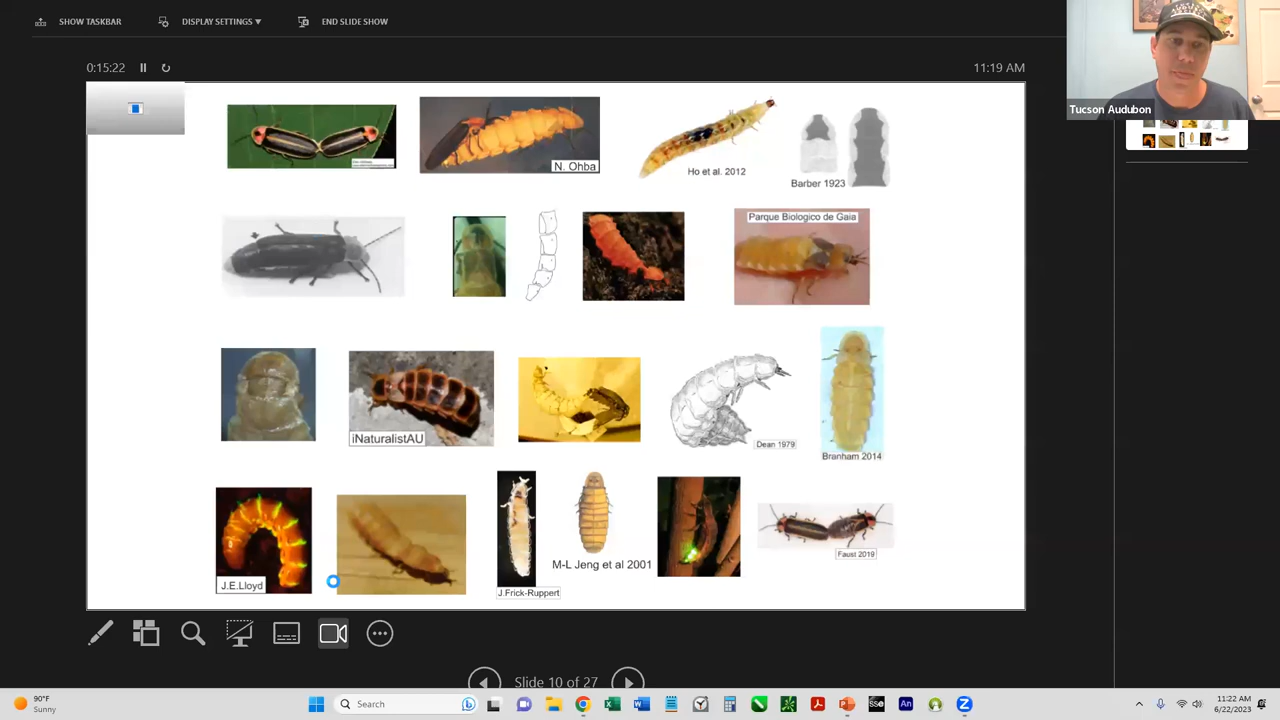 SHOW TASKBAR
DISPLAY SETTINGS
END SLIDE SHOW
0:15:22
11:19 AM
Tucson Audubon
N. Ohba
Ho et al. 2012
Barber 1923
Parque Biologico de Gaia
iNaturalistAU
Dean 1979
Branham 2014
J.E.Lloyd
J.Frick-Ruppert
M-L Jeng et al 2001
Faust 2019
Slide 10 of 27
90°F
Sunny
Search
11:22 AM
6/22/2023